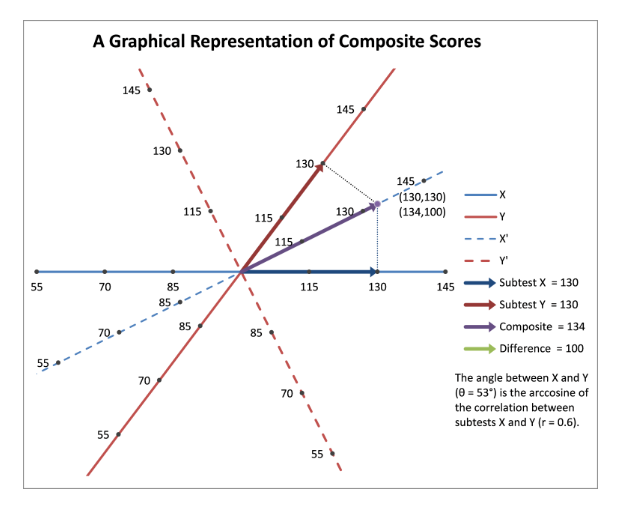 A Graphical Representation of Composite Scores
145
145
130
130
145
(130,130)
X
115
115
130
(134,100)
Y
115
X'
Y'
55
70
85
115
130
145
Subtest X = 130
85
Subtest Y = 130
70
85
85
Composite = 134
55
Difference = 100
70
70
The angle between X and Y
(θ = 53°) is the arccosine of
the correlation between
subtests X and Y (r = 0.6).
55
55